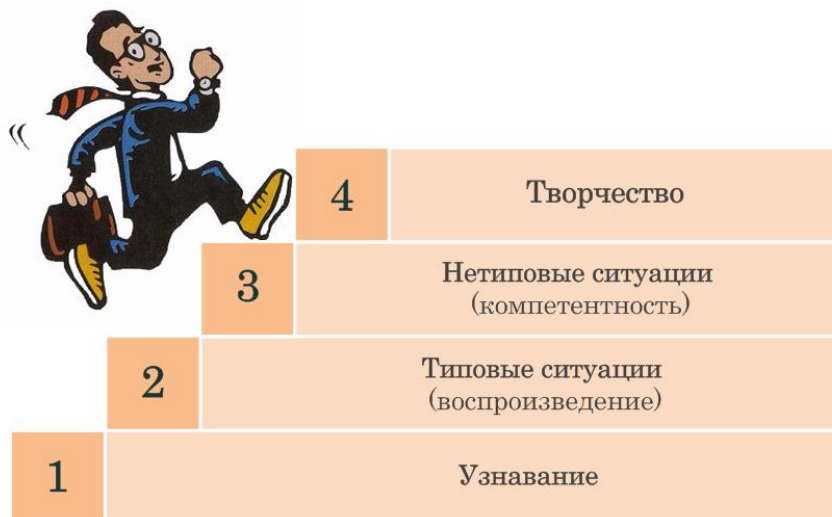 4 Творчество
3 Нетиповые ситуации
(компетентность)
2 Типовые ситуации
(воспроизведение)
1 Узнавание